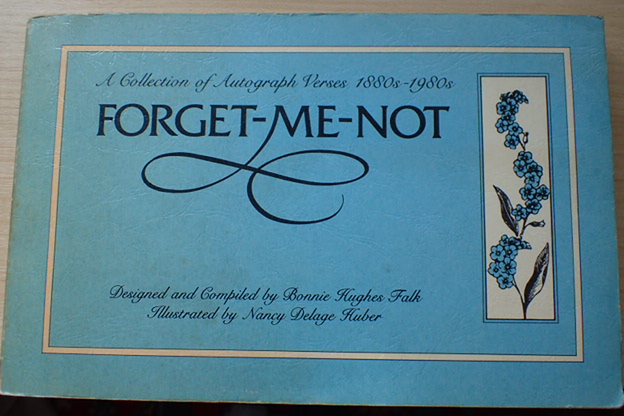 A Collection of Autograph Verses 1880s-1980s
FORGET-ME-NOT
Designed and Compiled by Bonnie Hughes Falk
Illustrated by Nancy Delage Huber